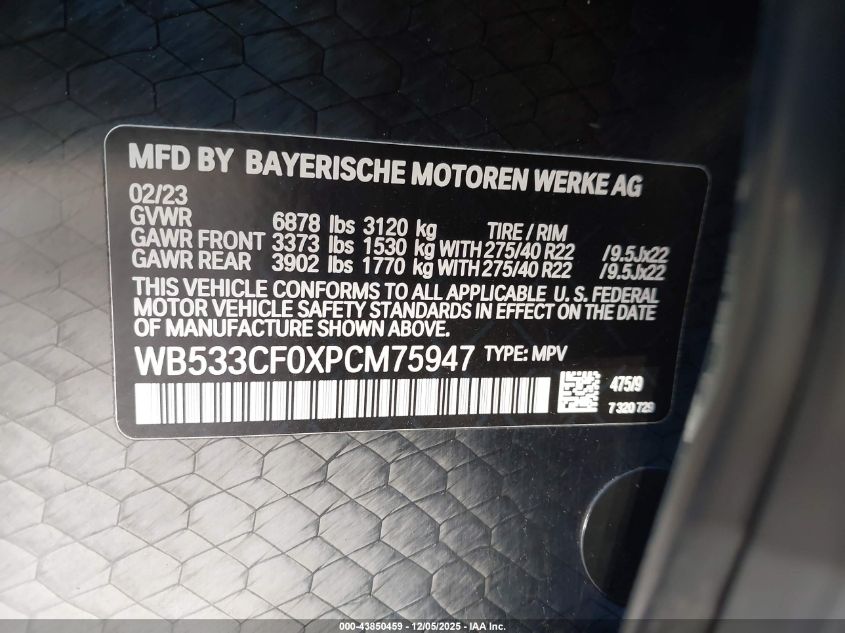 MFD BY BAYERISCHE MOTOREN WERKE AG
02/23
GVWR 6878 lbs 3120 kg TIRE / RIM
GAWR FRONT 3373 lbs 1530 kg WITH 275/40 R22 /9.5Jx22
GAWR REAR 3902 lbs 1770 kg WITH 275/40 R22 /9.5Jx22
THIS VEHICLE CONFORMS TO ALL APPLICABLE U.S. FEDERAL
MOTOR VEHICLE SAFETY STANDARDS IN EFFECT ON THE DATE
OF MANUFACTURE SHOWN ABOVE.
WB533CF0XPCM75947 TYPE: MPV
475/9
7 320 729
000-43850459 - 12/05/2025 - IAA, Inc.